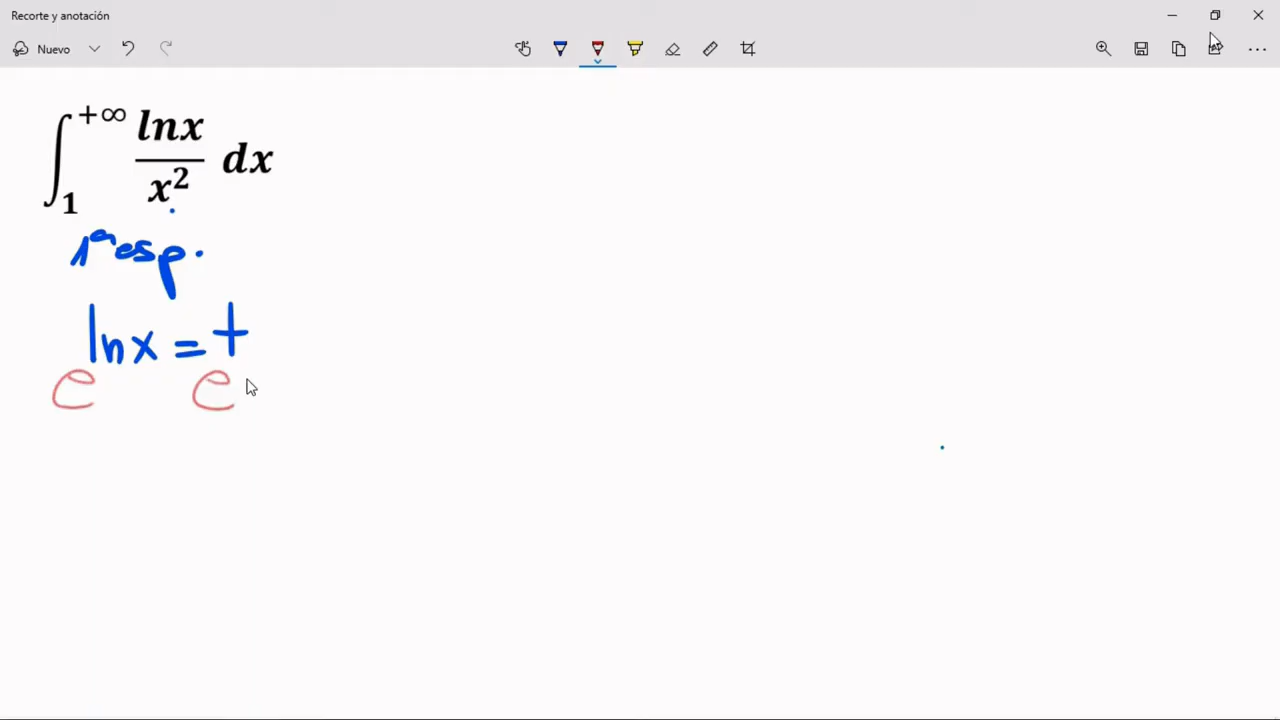 Recorte y anotación
Nuevo
∫₁^{+∞} lnx/x² dx
1ª esp.
lnx = t
e e